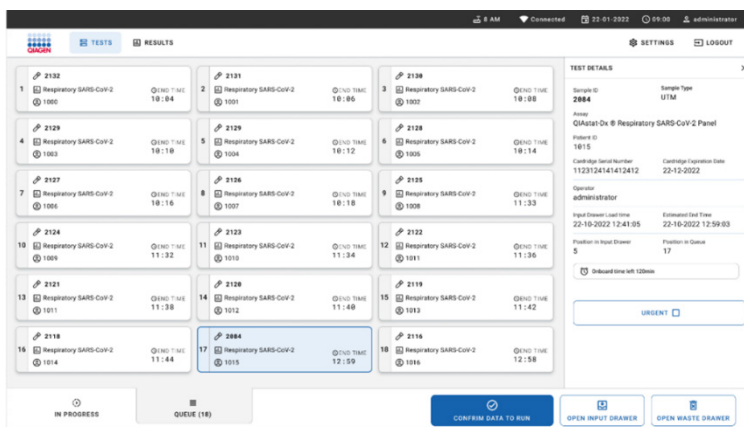 8 AM Connected 22-01-2022 09:00 administrator
QIAGEN TESTS RESULTS SETTINGS LOGOUT
1 2132 Respiratory SARS-CoV-2 1000 END TIME 10:04
2 2131 Respiratory SARS-CoV-2 1001 END TIME 10:06
3 2130 Respiratory SARS-CoV-2 1002 END TIME 10:08
4 2129 Respiratory SARS-CoV-2 1003 END TIME 10:10
5 2129 Respiratory SARS-CoV-2 1004 END TIME 10:12
6 2128 Respiratory SARS-CoV-2 1005 END TIME 10:14
7 2127 Respiratory SARS-CoV-2 1006 END TIME 10:16
8 2126 Respiratory SARS-CoV-2 1007 END TIME 10:18
9 2125 Respiratory SARS-CoV-2 1008 END TIME 11:33
10 2124 Respiratory SARS-CoV-2 1009 END TIME 11:32
11 2123 Respiratory SARS-CoV-2 1010 END TIME 11:34
12 2122 Respiratory SARS-CoV-2 1011 END TIME 11:36
13 2121 Respiratory SARS-CoV-2 1011 END TIME 11:38
14 2120 Respiratory SARS-CoV-2 1012 END TIME 11:40
15 2119 Respiratory SARS-CoV-2 1013 END TIME 11:42
16 2118 Respiratory SARS-CoV-2 1014 END TIME 11:44
17 2084 Respiratory SARS-CoV-2 1015 END TIME 12:59
18 2116 Respiratory SARS-CoV-2 1016 END TIME 12:58
TEST DETAILS
Sample ID Sample Type
2084 UTM
Assay
QIAstat-Dx ® Respiratory SARS-CoV-2 Panel
Patient ID
1015
Cartridge Serial Number Cartridge Expiration Date
1123124141412412 22-12-2022
Operator
administrator
Input Drawer Load time Estimated End Time
22-10-2022 12:41:05 22-10-2022 12:59:03
Position in Input Drawer Position in Queue
5 17
Onboard time left 120min
URGENT
IN PROGRESS QUEUE (18) CONFRIM DATA TO RUN OPEN INPUT DRAWER OPEN WASTE DRAWER